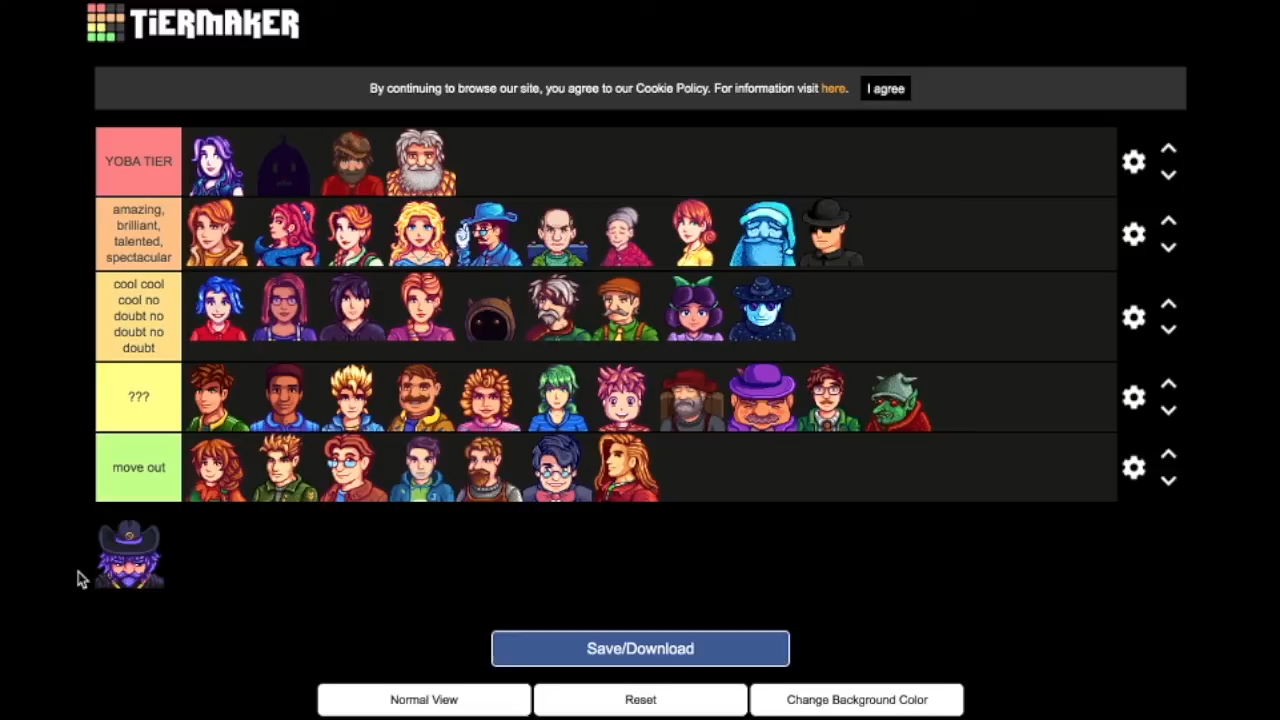 TiERMAKER
By continuing to browse our site, you agree to our Cookie Policy. For information visit here. I agree
YOBA TIER
amazing,
brilliant,
talented,
spectacular
cool cool
cool no
doubt no
doubt no
doubt
???
move out
Save/Download
Normal View
Reset
Change Background Color